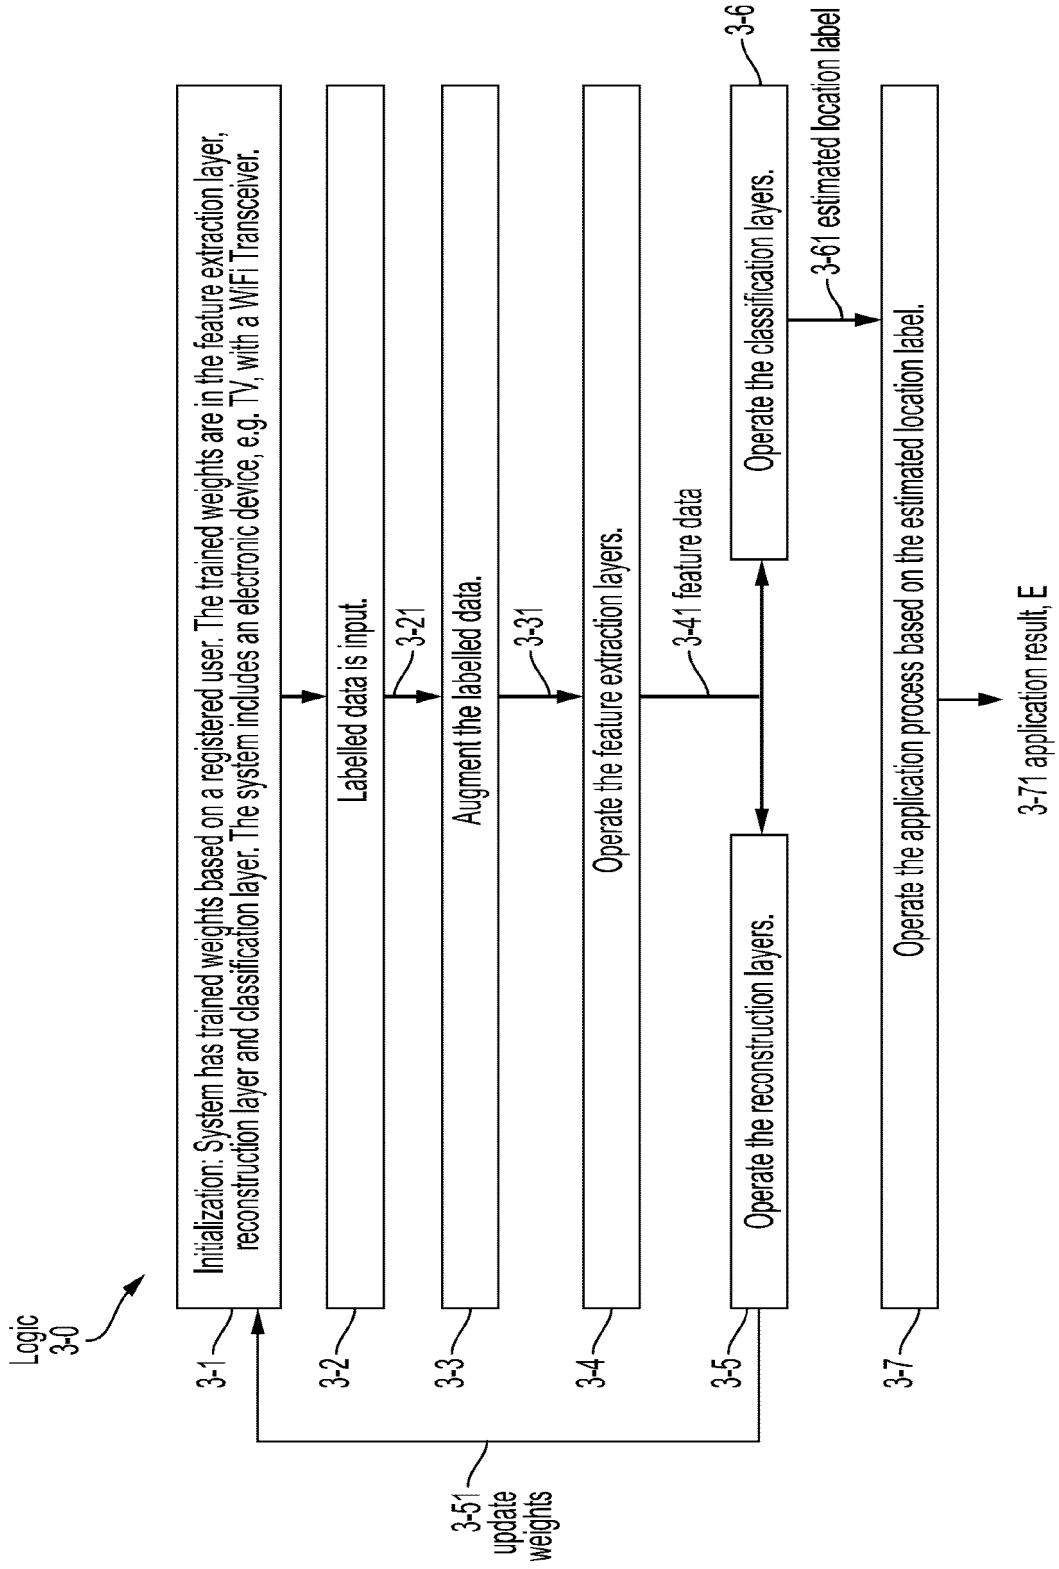 Logic
3-0
3-1
Initialization: System has trained weights based on a registered user. The trained weights are in the feature extraction layer,
reconstruction layer and classification layer. The system includes an electronic device, e.g. TV, with a WiFi Transceiver.
3-2
Labelled data is input.
3-21
3-3
Augment the labelled data.
3-31
3-4
Operate the feature extraction layers.
3-41 feature data
3-51
update
weights
3-5
Operate the reconstruction layers.
3-6
Operate the classification layers.
3-61 estimated location label
3-7
Operate the application process based on the estimated location label.
3-71 application result, E